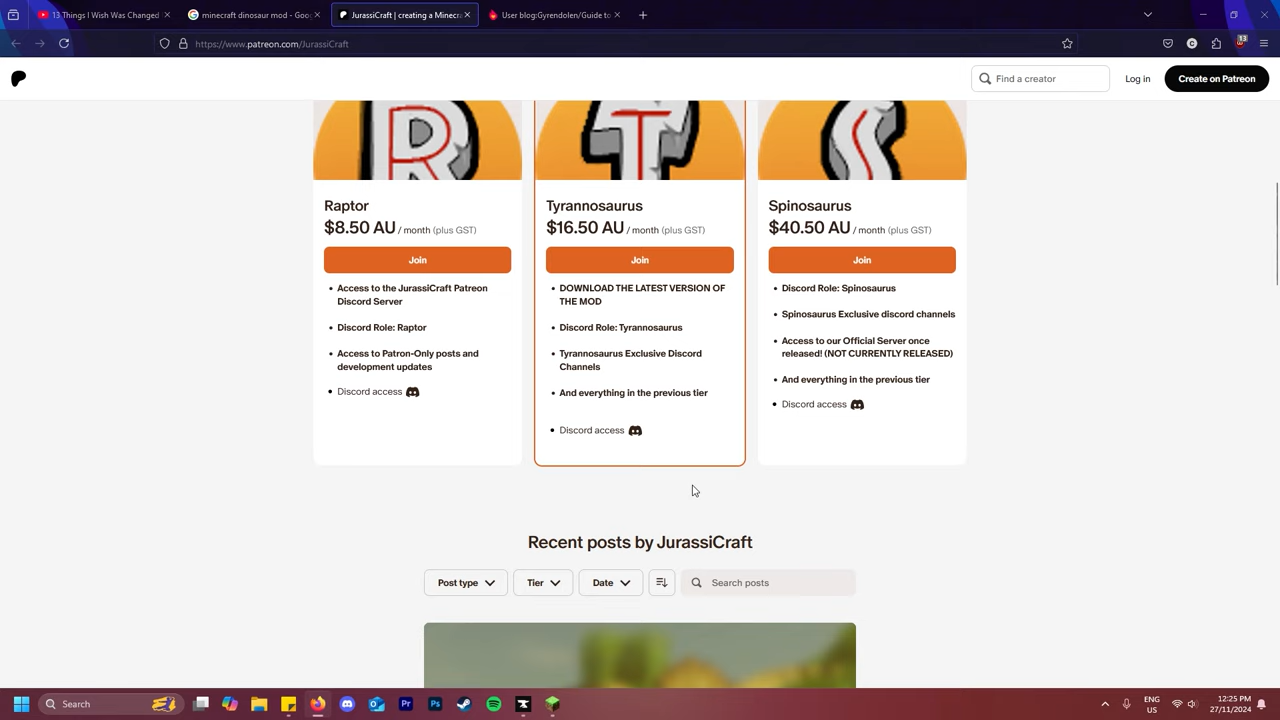 13 Things I Wish Was Changed
minecraft dinosaur mod - Goo
JurassiCraft | creating a Minecra
User blog:Gyrendelon/Guide to
https://www.patreon.com/JurassiCraft
13
Find a creator
Log in
Create on Patreon
R
T
S
Raptor
$8.50 AU / month (plus GST)
Join
• Access to the JurassiCraft Patreon
Discord Server
• Discord Role: Raptor
• Access to Patron-Only posts and
development updates
• Discord access
Tyrannosaurus
$16.50 AU / month (plus GST)
Join
• DOWNLOAD THE LATEST VERSION OF
THE MOD
• Discord Role: Tyrannosaurus
• Tyrannosaurus Exclusive Discord
Channels
• And everything in the previous tier
• Discord access
Spinosaurus
$40.50 AU / month (plus GST)
Join
• Discord Role: Spinosaurus
• Spinosaurus Exclusive discord channels
• Access to our Official Server once
released! (NOT CURRENTLY RELEASED)
• And everything in the previous tier
• Discord access
Recent posts by JurassiCraft
Post type
Tier
Date
Search posts
Search
Pr
Ps
ENG
US
12:25 PM
27/11/2024